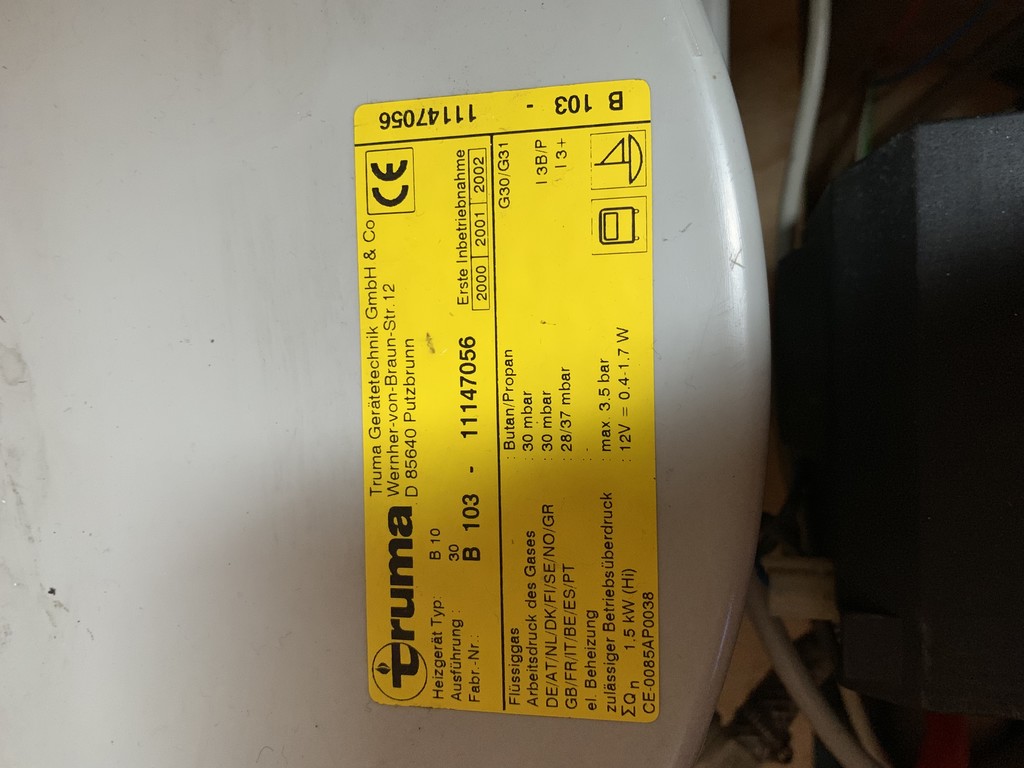 truma
Truma Gerätetechnik GmbH & Co
Wernher-von-Braun-Str. 12
D 85640 Putzbrunn
CE
Heizgerät Typ: B 10
Ausführung : 30
Fabr.-Nr.: B 103 - 11147056
Erste Inbetriebnahme
2000 2001 2002
Flüssiggas : Butan/Propan G30/G31
Arbeitsdruck des Gases : 30 mbar
DE/AT/NL/DK/FI/SE/NO/GR : 30 mbar I 3B/P
GB/FR/IT/BE/ES/PT : 28/37 mbar I 3+
el. Beheizung : -
zulässiger Betriebsüberdruck : max. 3.5 bar
ΣQn 1,5 kW (Hi) : 12V = 0.4-1.7 W
CE-0085AP0038
B 103 - 11147056